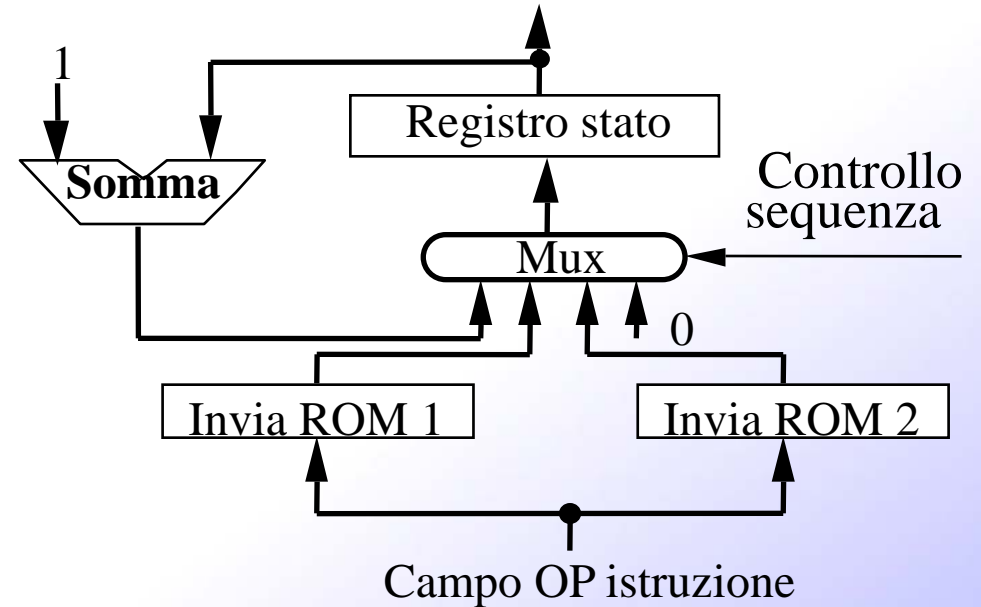 1
Registro stato
Somma
Controllo
sequenza
Mux
0
Invia ROM 1
Invia ROM 2
Campo OP istruzione